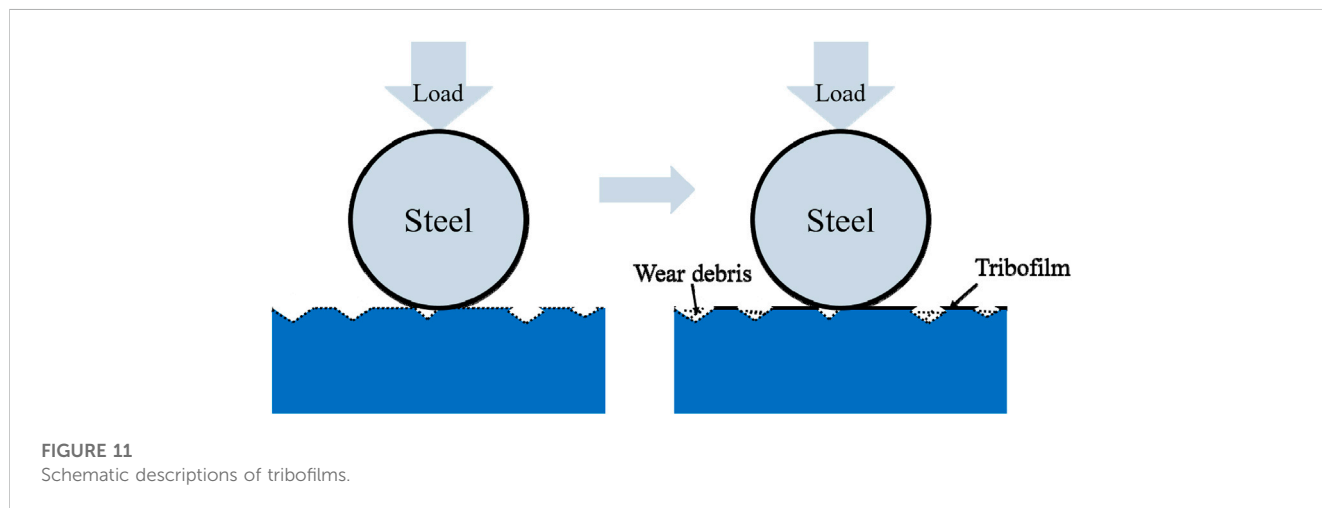 Load
Load
Steel
Steel
Wear debris
Tribofilm
FIGURE 11
Schematic descriptions of tribofilms.